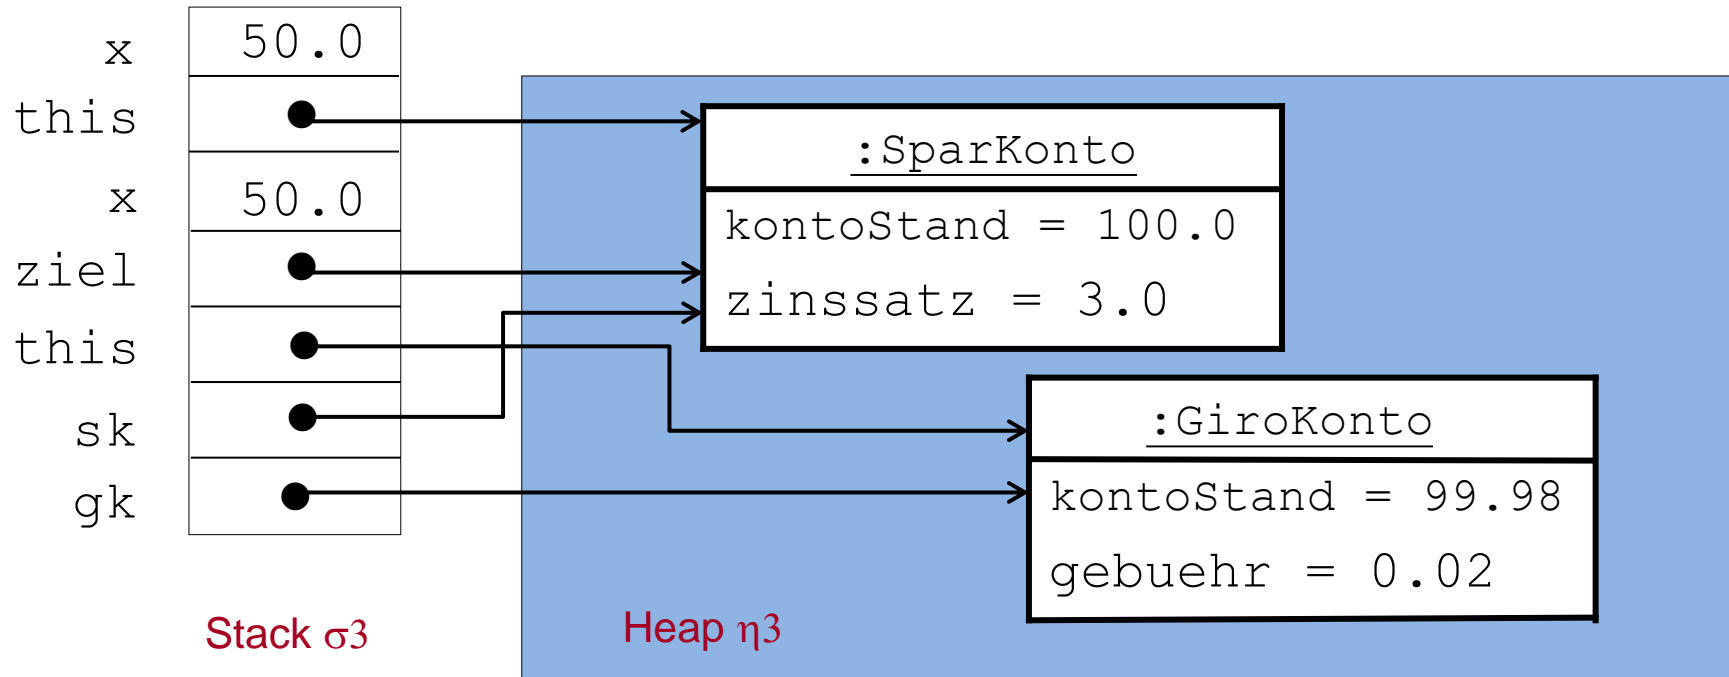 x 50.0
this
x 50.0
ziel
this
sk
gk
Stack σ3
:SparKonto
kontoStand = 100.0
zinssatz = 3.0
:GiroKonto
kontoStand = 99.98
gebuehr = 0.02
Heap η3